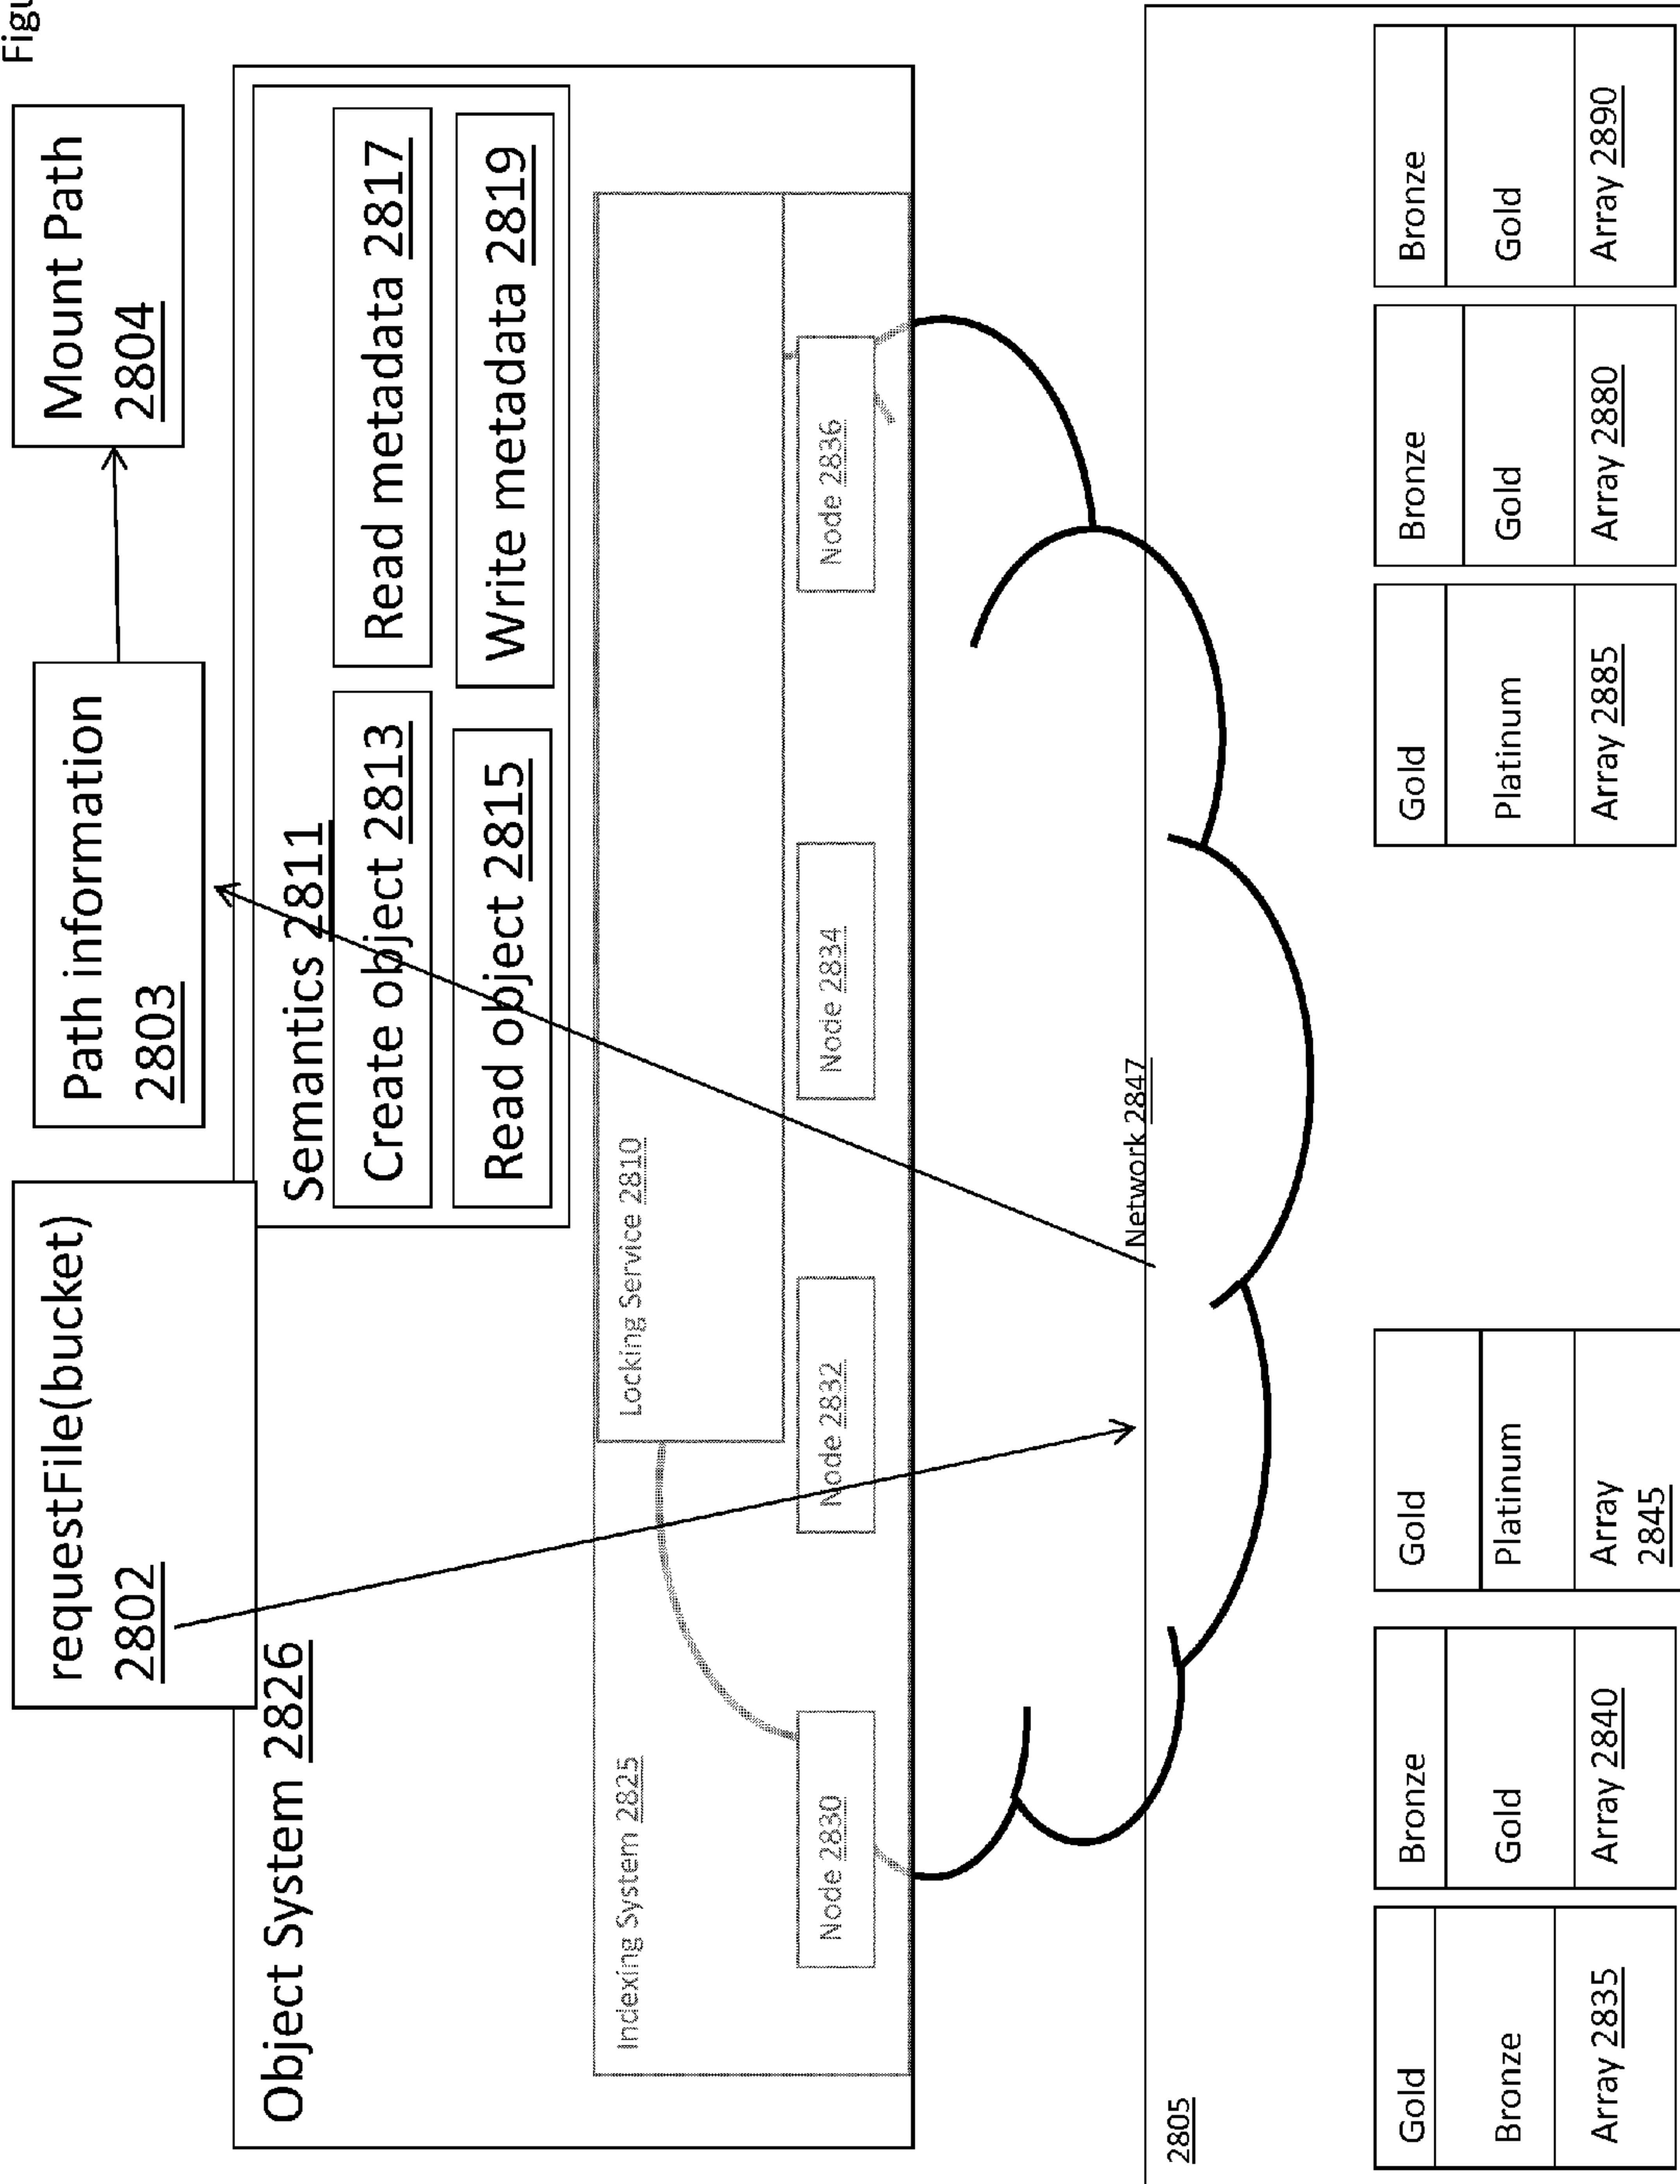 Figu
requestFile(bucket)
2802
Path information
2803
Mount Path
2804
Object System 2826
Semantics 2811
Create object 2813
Read metadata 2817
Read object 2815
Write metadata 2819
Indexing System 2825
Locking Service 2810
Node 2830
Node 2832
Node 2834
Node 2836
Network 2847
2805
Gold
Bronze
Array 2835
Bronze
Gold
Array 2840
Gold
Platinum
Array
2845
Gold
Platinum
Array 2885
Bronze
Gold
Array 2880
Bronze
Gold
Array 2890